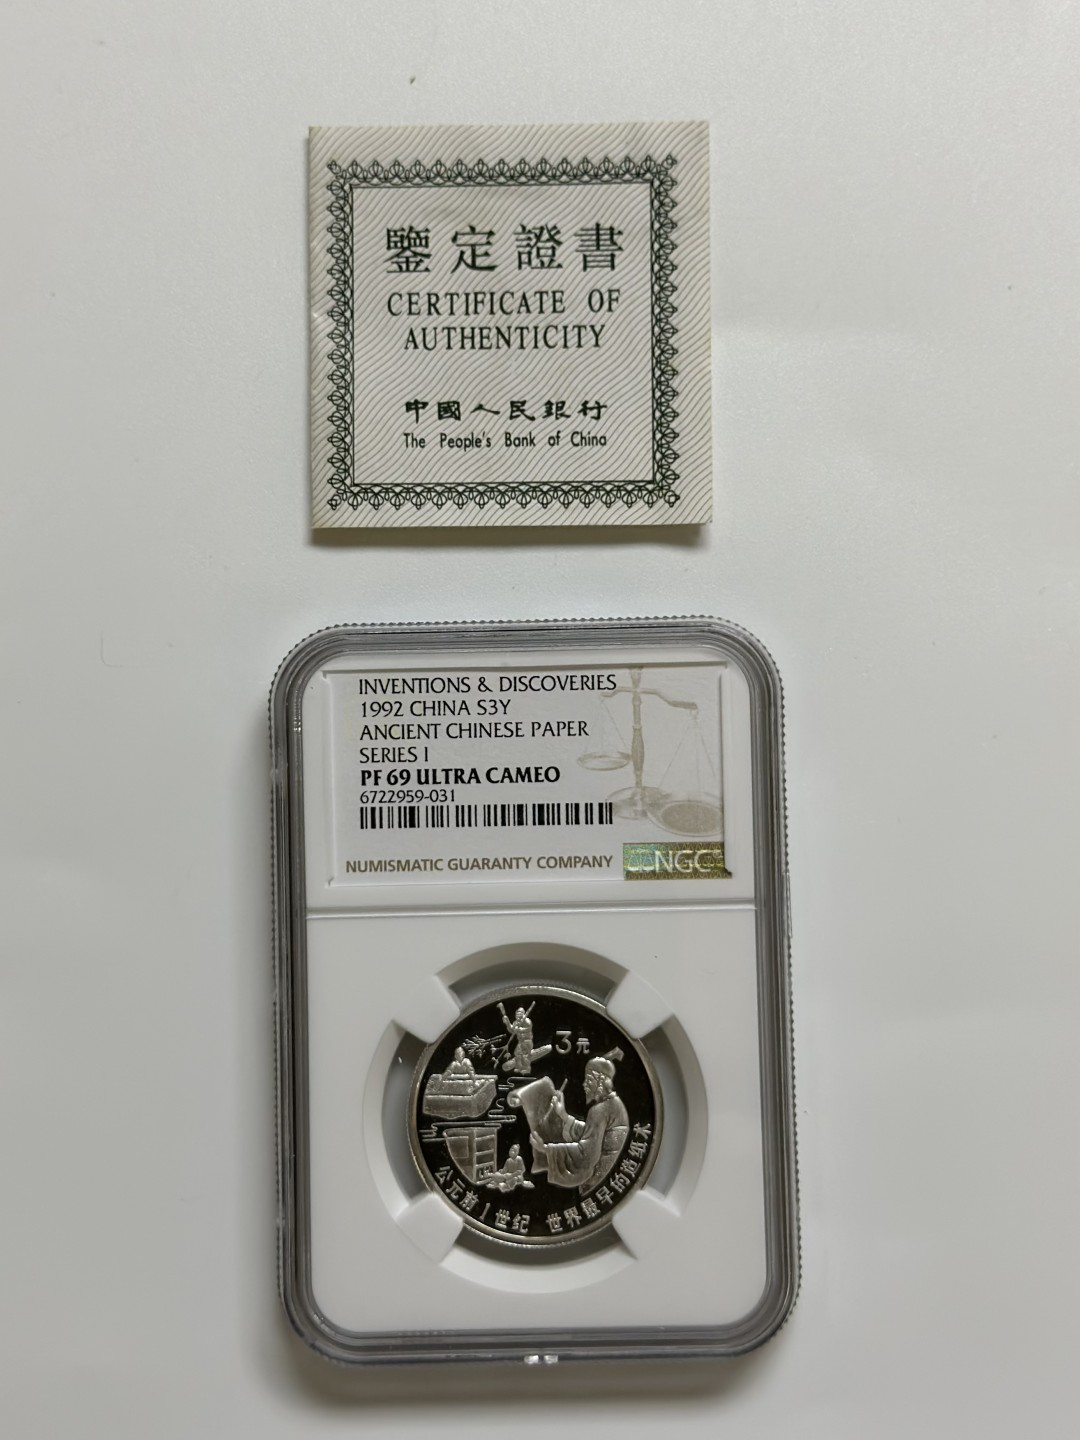 鑒定證書
CERTIFICATE OF
AUTHENTICITY
中國人民銀行
The People's Bank of China
INVENTIONS & DISCOVERIES
1992 CHINA S3Y
ANCIENT CHINESE PAPER
SERIES I
PF 69 ULTRA CAMEO
6722959-031
NUMISMATIC GUARANTY COMPANY
NGC
3元
公元前1世纪 世界最早的造纸术